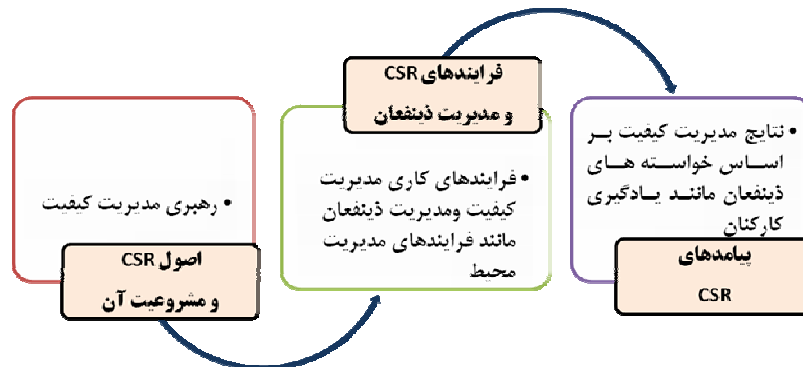 اصول CSR
و مشروعیت آن
• رهبری مدیریت کیفیت
فرایندهای CSR
و مدیریت ذینفعان
• فرایندهای کاری مدیریت
کیفیت ومدیریت ذینفعان
مانند فرایندهای مدیریت
محیط
• نتایج مدیریت کیفیت بر
اساس خواسته های
ذینفعان مانند یادگیری
کارکنان
پیامدهای
CSR